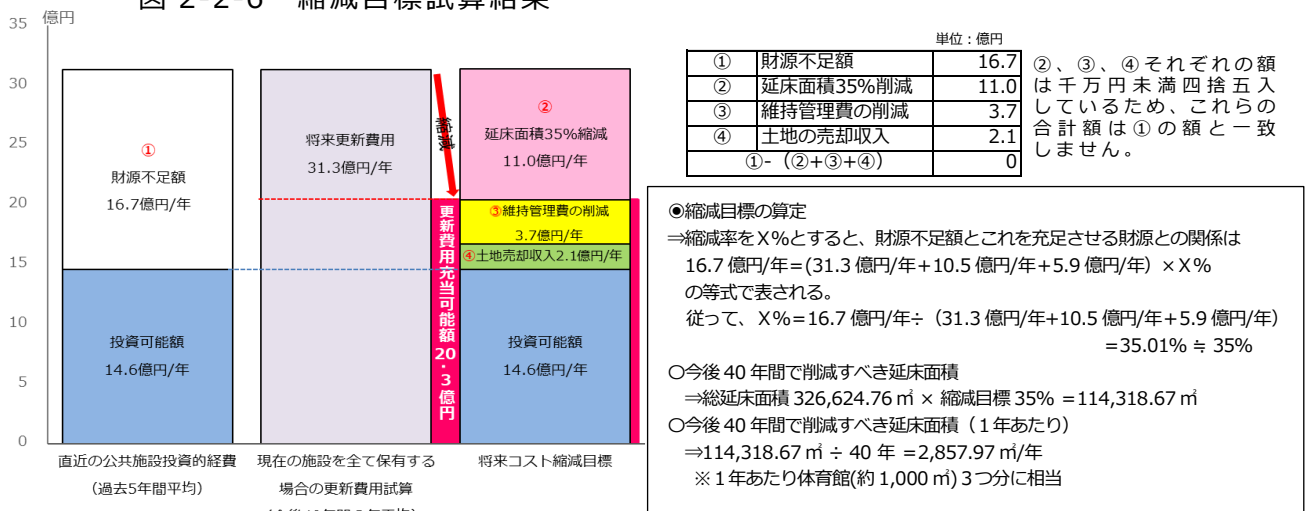 図 2-2-6 縮減目標試算結果
億円
35
30
25
20
15
10
5
0
①
財源不足額
16.7億円/年
投資可能額
14.6億円/年
将来更新費用
31.3億円/年
縮減
更新費用充当可能額20・3億円
②
延床面積35%縮減
11.0億円/年
③維持管理費の削減
3.7億円/年
④土地売却収入2.1億円/年
投資可能額
14.6億円/年
直近の公共施設投資的経費
(過去5年間平均)
現在の施設を全て保有する
場合の更新費用試算
将来コスト縮減目標
単位:億円
① 財源不足額 16.7
② 延床面積35%削減 11.0
③ 維持管理費の削減 3.7
④ 土地の売却収入 2.1
①-(②+③+④) 0
②、③、④それぞれの額
は千万円未満四捨五入
しているため、これらの
合計額は①の額と一致
しません。
◉縮減目標の算定
⇒縮減率をX%とすると、財源不足額とこれを充足させる財源との関係は
16.7 億円/年=(31.3 億円/年+10.5 億円/年+5.9 億円/年)×X%
の等式で表される。
従って、X%=16.7 億円/年÷(31.3 億円/年+10.5 億円/年+5.9 億円/年)
=35.01%≒35%
○今後 40 年間で削減すべき延床面積
⇒総延床面積 326,624.76 ㎡ × 縮減目標 35% =114,318.67 ㎡
○今後 40 年間で削減すべき延床面積(1年あたり)
⇒114,318.67 ㎡ ÷ 40 年 =2,857.97 ㎡/年
※1年あたり体育館(約 1,000 ㎡)3つ分に相当